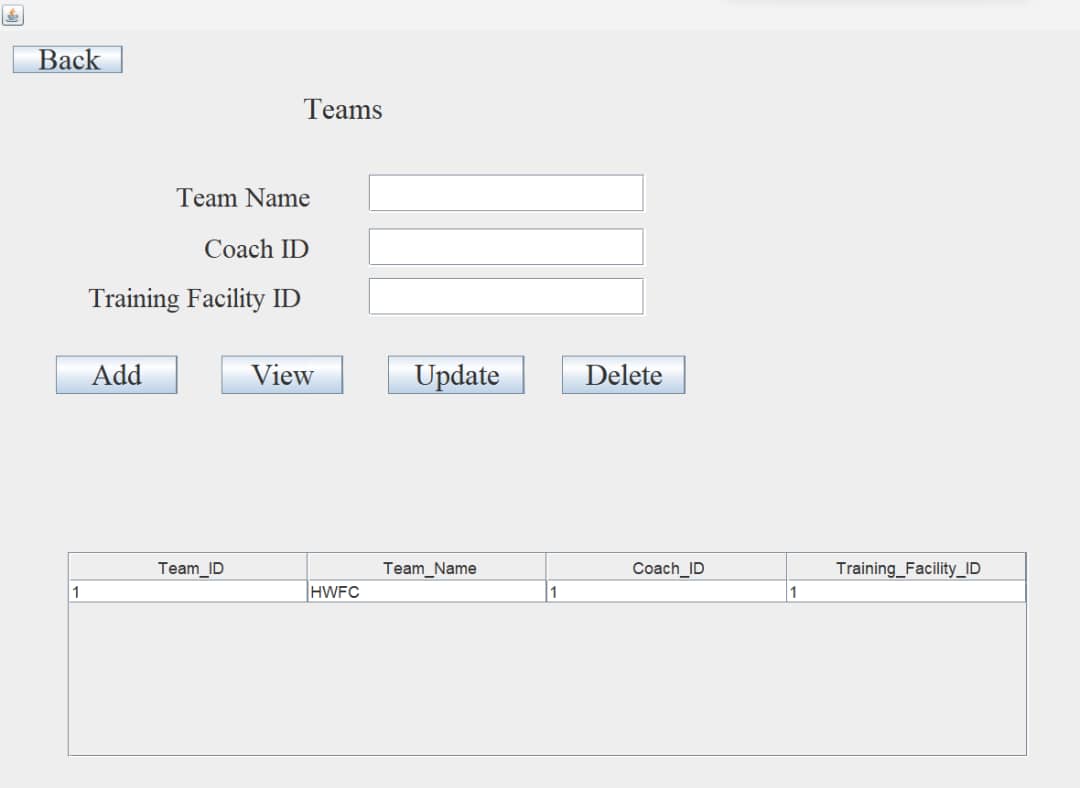 Back
Teams
Team Name
Coach ID
Training Facility ID
Add View Update Delete
Team_ID Team_Name Coach_ID Training_Facility_ID
1 HWFC 1 1